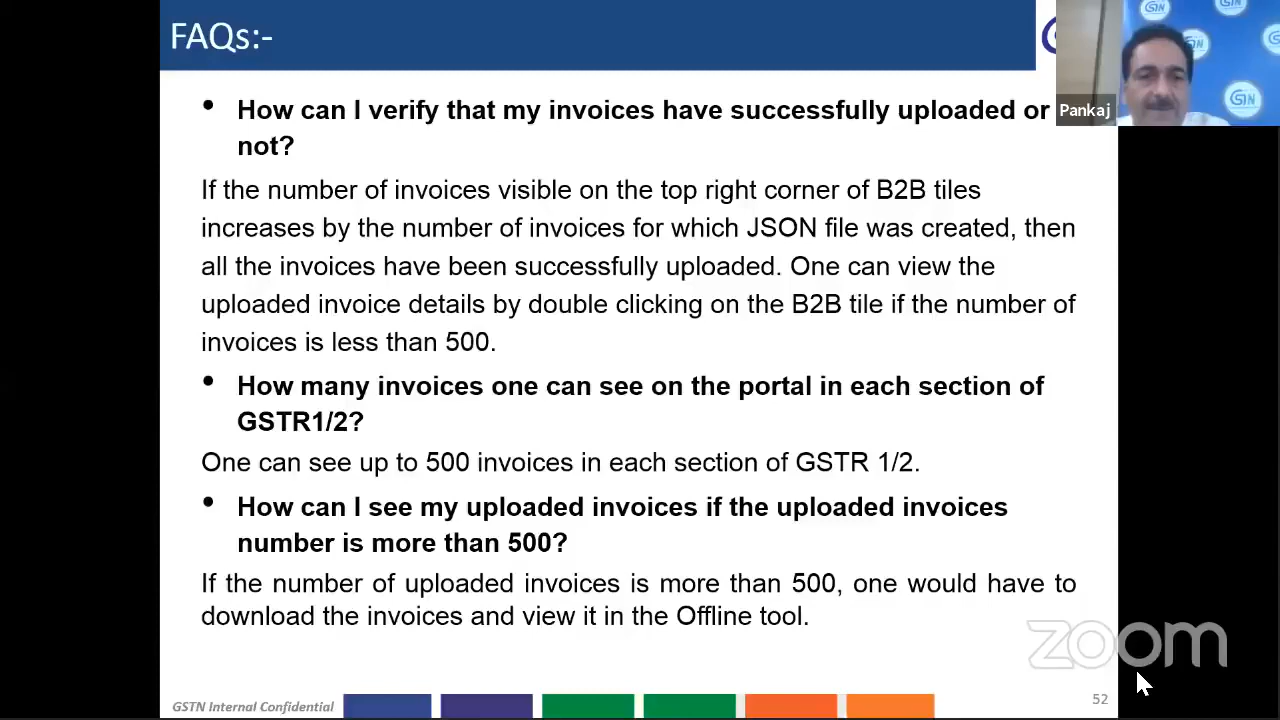 FAQs:-
Pankaj
• How can I verify that my invoices have successfully uploaded or
not?
If the number of invoices visible on the top right corner of B2B tiles
increases by the number of invoices for which JSON file was created, then
all the invoices have been successfully uploaded. One can view the
uploaded invoice details by double clicking on the B2B tile if the number of
invoices is less than 500.
• How many invoices one can see on the portal in each section of
GSTR1/2?
One can see up to 500 invoices in each section of GSTR 1/2.
• How can I see my uploaded invoices if the uploaded invoices
number is more than 500?
If the number of uploaded invoices is more than 500, one would have to
download the invoices and view it in the Offline tool.
zoom
GSTN Internal Confidential
52